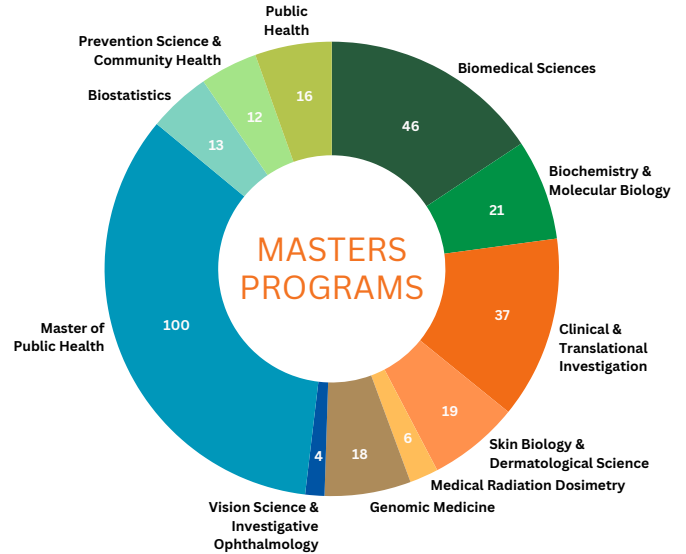 Public
Health
Prevention Science &
Community Health
Biostatistics
Biomedical Sciences
16
12
13
46
Biochemistry &
Molecular Biology
21
MASTERS
PROGRAMS
37
100
Master of
Public Health
Clinical &
Translational
Investigation
19
6
18
4
Skin Biology &
Dermatological Science
Medical Radiation Dosimetry
Genomic Medicine
Vision Science &
Investigative
Ophthalmology